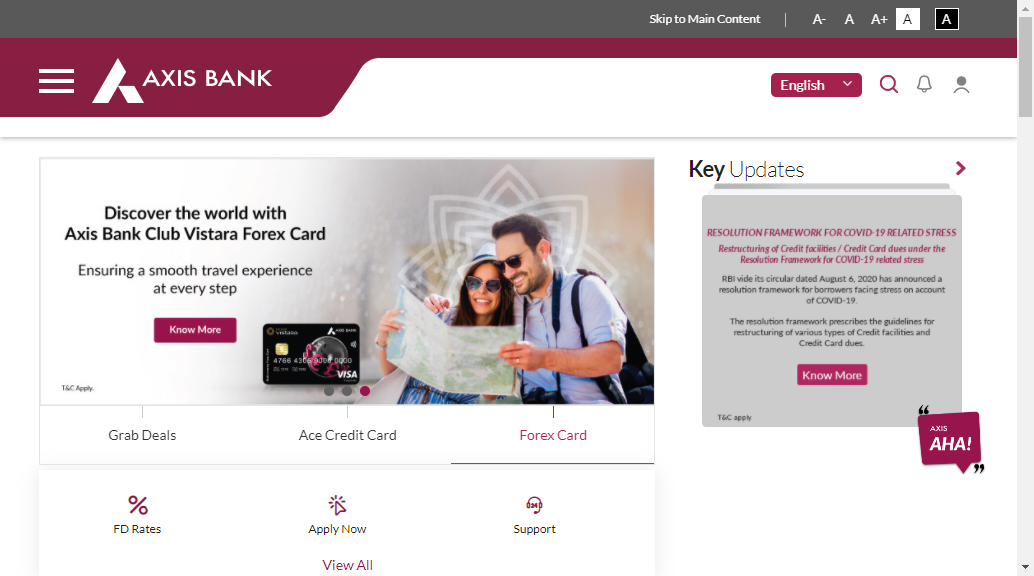 Skip to Main Content
|
A- A A+ A A
AXIS BANK
English
Discover the world with
Axis Bank Club Vistara Forex Card
Ensuring a smooth travel experience
at every step
Know More
vistara
AXIS BANK
VISA
T&C Apply.
Grab Deals
Ace Credit Card
Forex Card
FD Rates
Apply Now
Support
View All
Key Updates
RESOLUTION FRAMEWORK FOR COVID-19 RELATED STRESS
Restructuring of Credit facilities / Credit Card dues under the
Resolution Framework for COVID-19 related stress
RBI vide its circular dated August 6, 2020 has announced a
resolution framework for borrowers facing stress on account
of COVID-19.
The resolution framework prescribes the guidelines for
restructuring of various types of Credit facilities and
Credit Card dues.
Know More
T&C apply
“
AXIS
AHA!
”